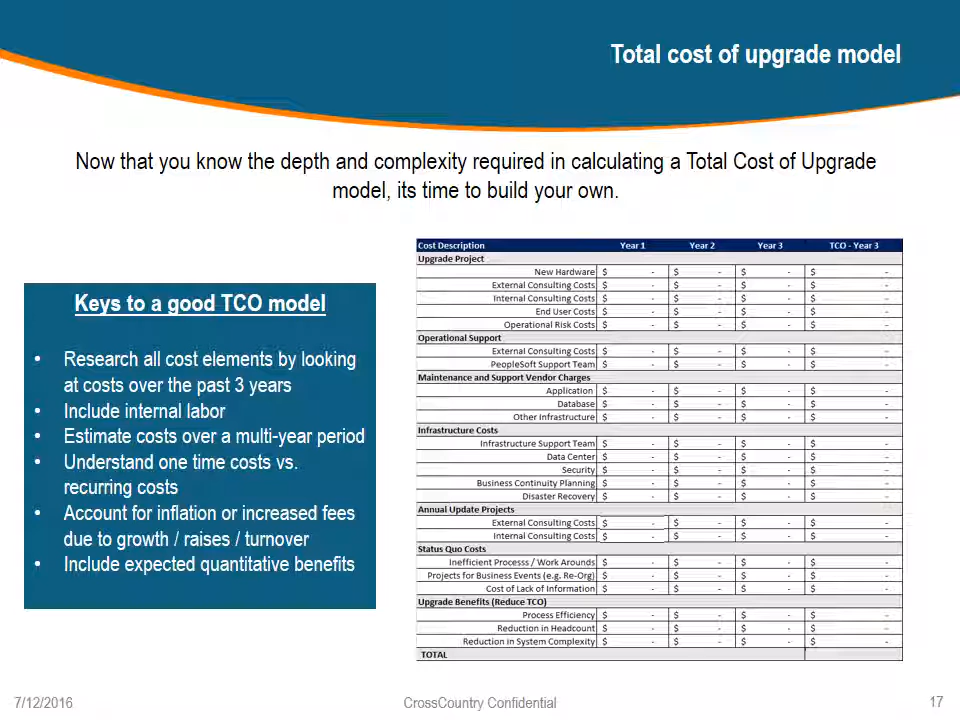 Total cost of upgrade model
Now that you know the depth and complexity required in calculating a Total Cost of Upgrade
model, its time to build your own.
Keys to a good TCO model
• Research all cost elements by looking
at costs over the past 3 years
• Include internal labor
• Estimate costs over a multi-year period
• Understand one time costs vs.
recurring costs
• Account for inflation or increased fees
due to growth / raises / turnover
• Include expected quantitative benefits
Cost Description Year 1 Year 2 Year 3 TCO - Year 3
Upgrade Project
New Hardware $ - $ - $ - $ -
External Consulting Costs $ - $ - $ - $ -
Internal Consulting Costs $ - $ - $ - $ -
End User Costs $ - $ - $ - $ -
Operational Risk Costs $ - $ - $ - $ -
Operational Support
External Consulting Costs $ - $ - $ - $ -
PeopleSoft Support Team $ - $ - $ - $ -
Maintenance and Support Vendor Charges
Application $ - $ - $ - $ -
Database $ - $ - $ - $ -
Other Infrastructure $ - $ - $ - $ -
Infrastructure Costs
Infrastructure Support Team $ - $ - $ - $ -
Data Center $ - $ - $ - $ -
Security $ - $ - $ - $ -
Business Continuity Planning $ - $ - $ - $ -
Disaster Recovery $ - $ - $ - $ -
Annual Update Projects
External Consulting Costs $ - $ - $ - $ -
Internal Consulting Costs $ - $ - $ - $ -
Status Quo Costs
Inefficient Processs / Work Arounds $ - $ - $ - $ -
Projects for Business Events (e.g. Re-Org) $ - $ - $ - $ -
Cost of Lack of Information $ - $ - $ - $ -
Upgrade Benefits (Reduce TCO)
Process Efficiency $ - $ - $ - $ -
Reduction in Headcount $ - $ - $ - $ -
Reduction in System Complexity $ - $ - $ - $ -
TOTAL
7/12/2016 CrossCountry Confidential 17